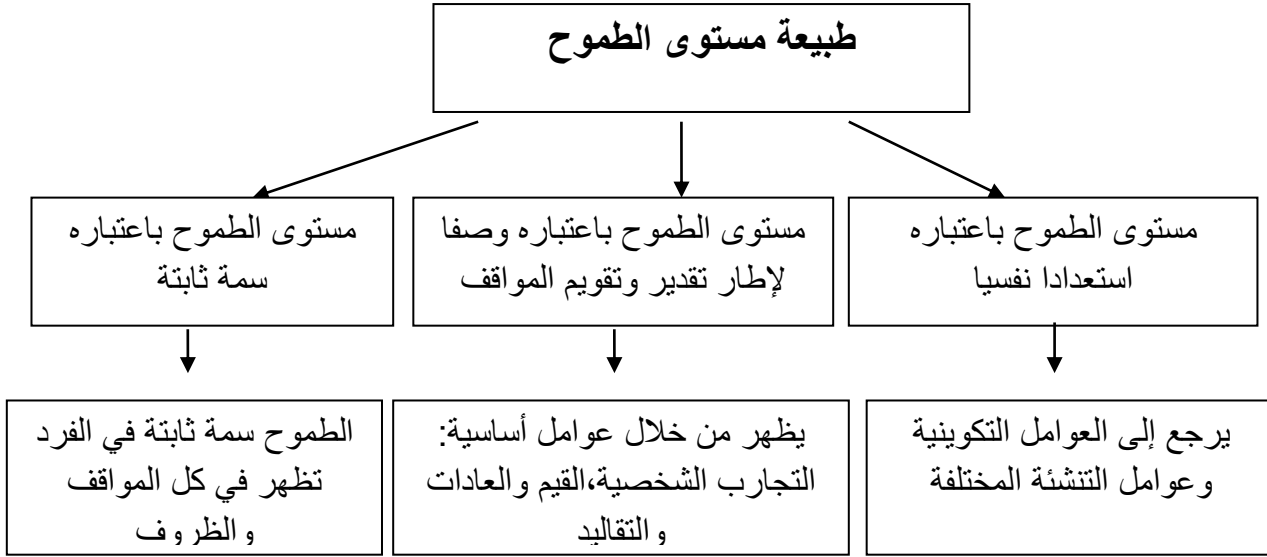 طبيعة مستوى الطموح
مستوى الطموح باعتباره
استعدادا نفسيا
مستوى الطموح باعتباره وصفا
لإطار تقدير وتقويم المواقف
مستوى الطموح باعتباره
سمة ثابتة
يرجع إلى العوامل التكوينية
وعوامل التنشئة المختلفة
يظهر من خلال عوامل أساسية:
التجارب الشخصية،القيم والعادات
والتقاليد
الطموح سمة ثابتة في الفرد
تظهر في كل المواقف
والظروف